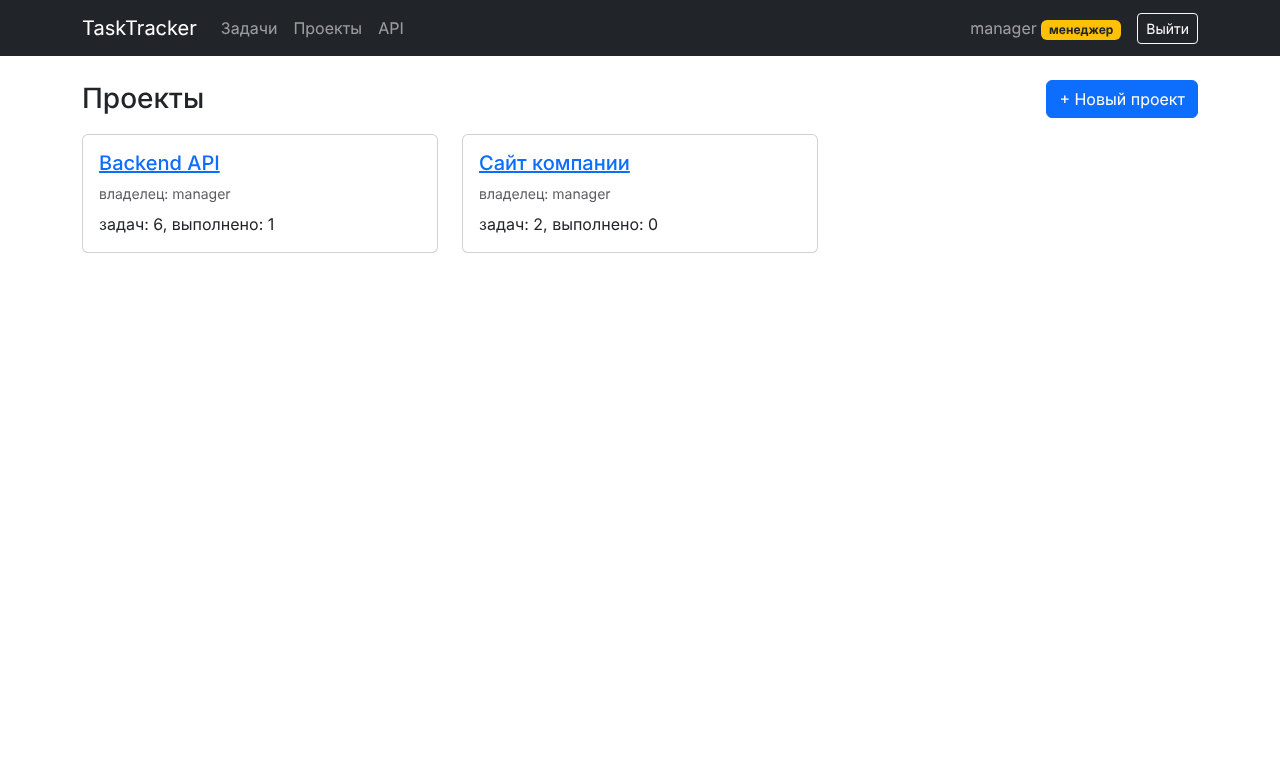 TaskTracker Задачи Проекты API manager менеджер Выйти
Проекты + Новый проект
Backend API
владелец: manager
задач: 6, выполнено: 1
Сайт компании
владелец: manager
задач: 2, выполнено: 0